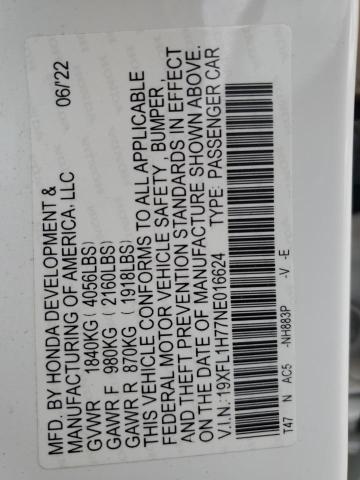 MFD. BY HONDA DEVELOPMENT & 06/'22
MANUFACTURING OF AMERICA, LLC
GVWR 1840KG ( 4056LBS)
GAWR F 980KG ( 2160LBS)
GAWR R 870KG ( 1918LBS)
THIS VEHICLE CONFORMS TO ALL APPLICABLE
FEDERAL MOTOR VEHICLE SAFETY, BUMPER,
AND THEFT PREVENTION STANDARDS IN EFFECT
ON THE DATE OF MANUFACTURE SHOWN ABOVE.
V.I.N.:19XFL1H77NE016624 TYPE: PASSENGER CAR
T47 N AC5 -NH883P -V -E